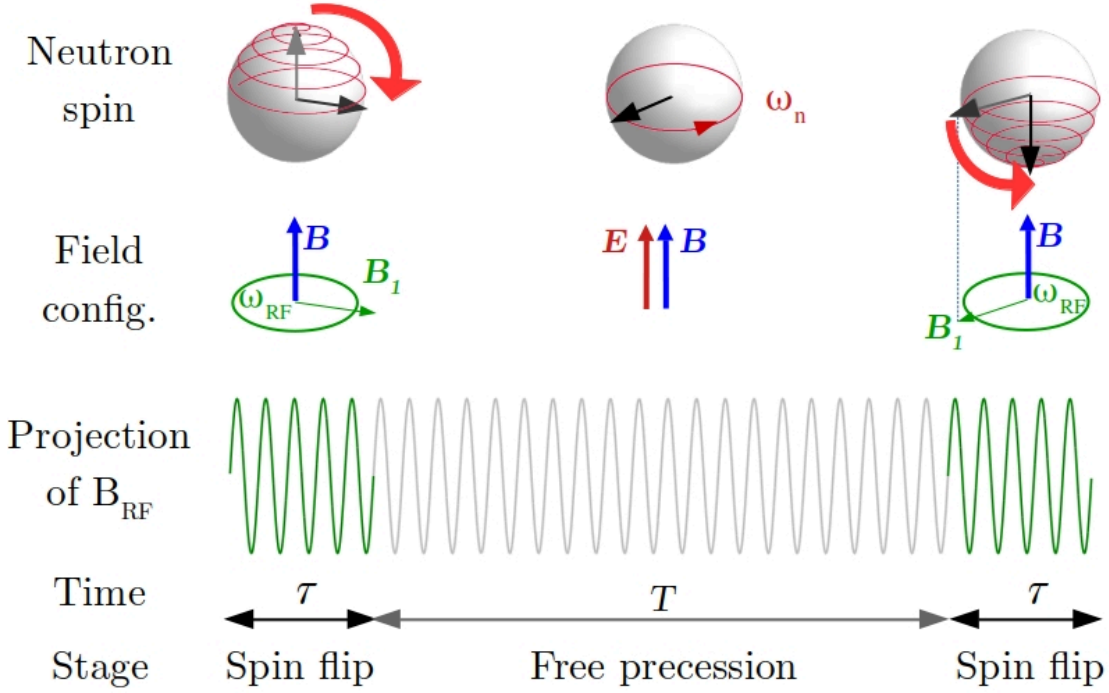 Neutron
spin
ωn
Field
config.
B
ωRF
B1
E B
B
ωRF
B1
Projection
of BRF
Time
τ
T
τ
Stage
Spin flip
Free precession
Spin flip